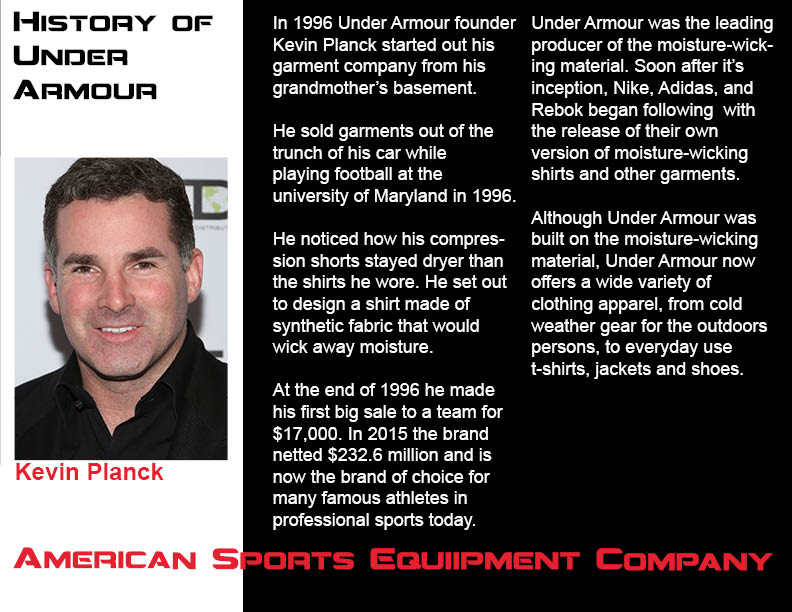 History of
Under
Armour
Kevin Planck
In 1996 Under Armour founder
Kevin Planck started out his
garment company from his
grandmother's basement.
He sold garments out of the
trunch of his car while
playing football at the
university of Maryland in 1996.
He noticed how his compres-
sion shorts stayed dryer than
the shirts he wore. He set out
to design a shirt made of
synthetic fabric that would
wick away moisture.
At the end of 1996 he made
his first big sale to a team for
$17,000. In 2015 the brand
netted $232.6 million and is
now the brand of choice for
many famous athletes in
professional sports today.
Under Armour was the leading
producer of the moisture-wick-
ing material. Soon after it's
inception, Nike, Adidas, and
Rebok began following with
the release of their own
version of moisture-wicking
shirts and other garments.
Although Under Armour was
built on the moisture-wicking
material, Under Armour now
offers a wide variety of
clothing apparel, from cold
weather gear for the outdoors
persons, to everyday use
t-shirts, jackets and shoes.
American Sports Equiipment Company